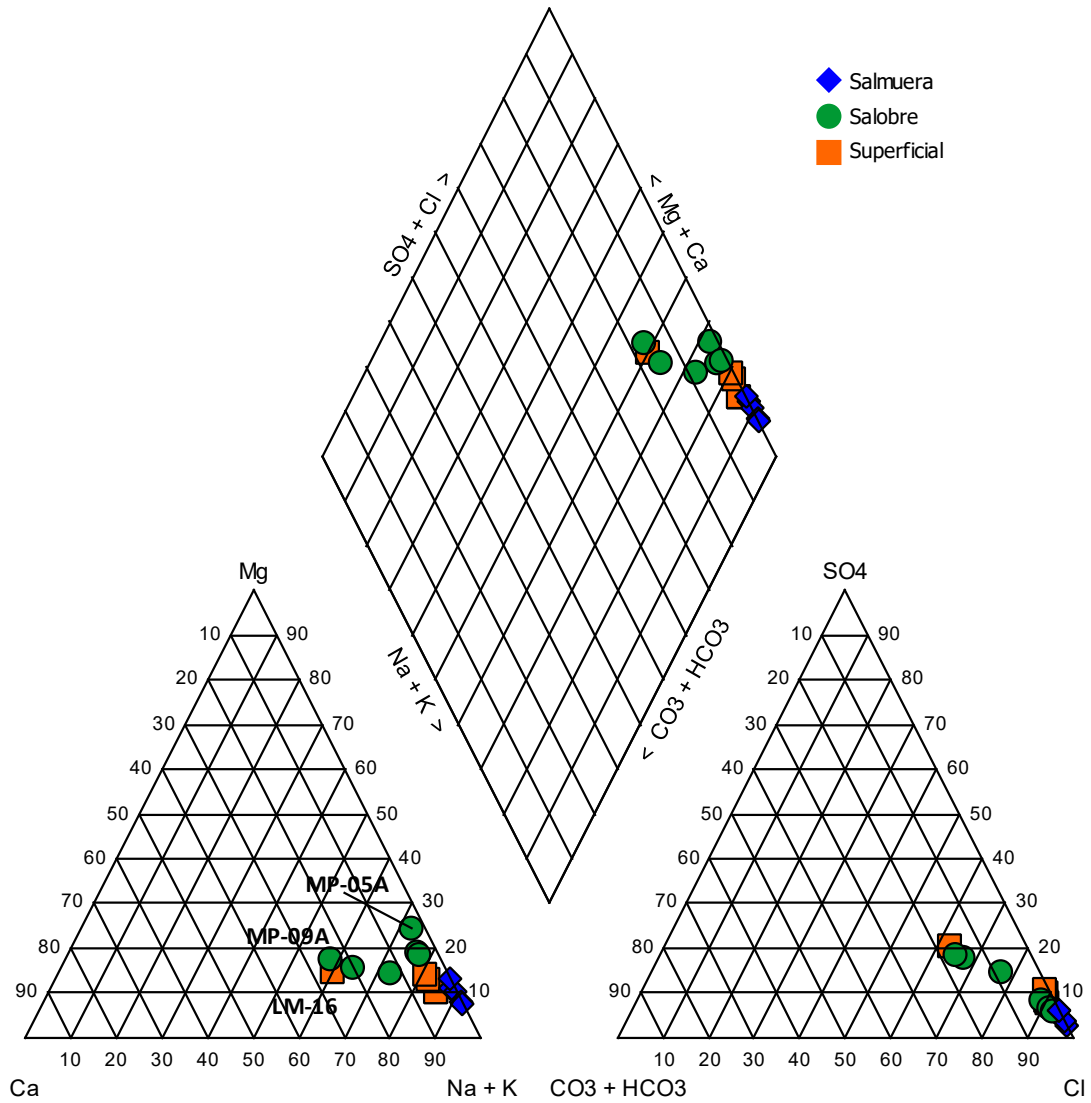 Salmuera
Salobre
Superficial
SO4 + Cl >
< Mg + Ca
Na + K >
< CO3 + HCO3
Mg
SO4
10 90
10 90
20 80
20 80
30 70
30 70
40 60
40 60
50 50
50 50
60 40
60 40
MP-05A
70 30
70 30
MP-09A
80 20
80 20
90 10
90 10
LM-16
10 20 30 40 50 60 70 80 90
10 20 30 40 50 60 70 80 90
Ca Na + K CO3 + HCO3 Cl